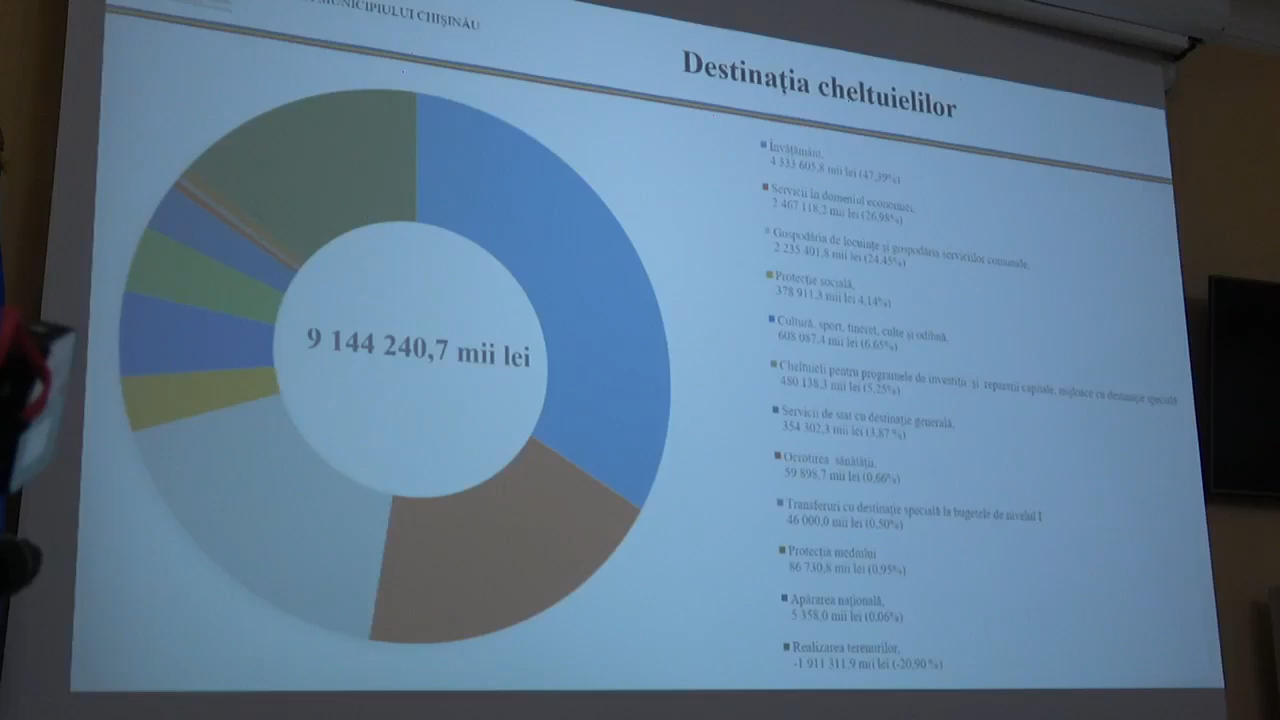 MUNICIPIULUI CHIȘINĂU
Destinația cheltuielilor
9 144 240,7 mii lei
Învățământ,
4 333 605,8 mii lei (47,39%)
Servicii în domeniul economiei,
2 467 118,2 mii lei (26,98%)
Gospodăria de locuințe și gospodăria serviciilor comunale,
2 235 401,8 mii lei (24,45%)
Protecție socială,
378 911,3 mii lei 4,14%)
Cultură, sport, tineret, culte și odihnă,
608 087,4 mii lei (6,65%)
Cheltuieli pentru programele de investiții și reparații capitale, mijloace cu destinație specială
480 138,3 mii lei (5,25%)
Servicii de stat cu destinație generală,
354 302,3 mii lei (3,87 %)
Ocrotirea sănătății,
59 898,7 mii lei (0,66%)
Transferuri cu destinație specială la bugetele de nivelul I
46 000,0 mii lei (0,50%)
Protecția mediului
86 730,8 mii lei (0,95%)
Apărarea națională,
5 358,0 mii lei (0,06%)
Realizarea terenurilor,
-1 911 311,9 mii lei (-20,90 %)